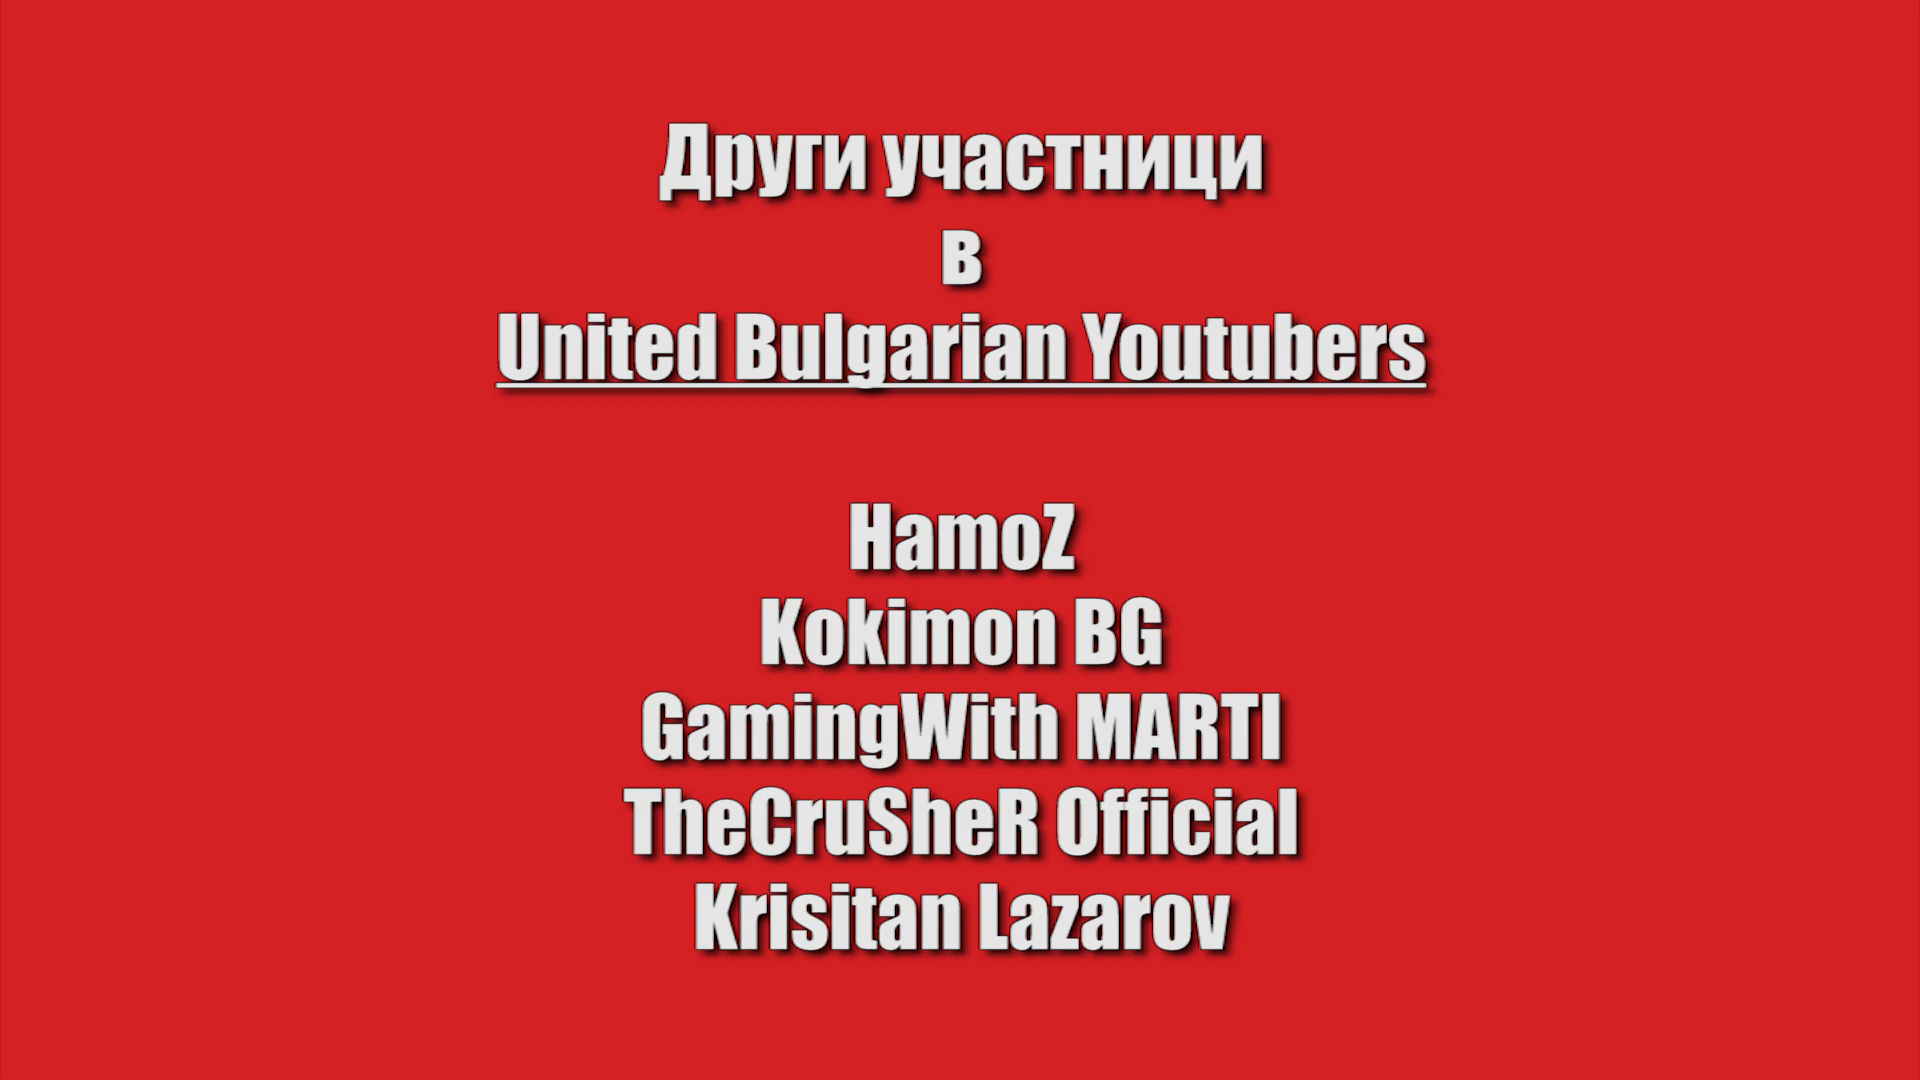 Други участници
в
United Bulgarian Youtubers
HamoZ
Kokimon BG
GamingWith MARTI
TheCruSheR Official
Krisitan Lazarov